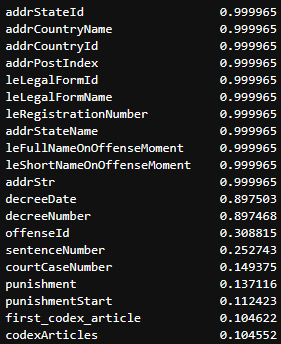 addrStateId 0.999965
addrCountryName 0.999965
addrCountryId 0.999965
addrPostIndex 0.999965
leLegalFormId 0.999965
leLegalFormName 0.999965
leRegistrationNumber 0.999965
addrStateName 0.999965
leFullNameOnOffenseMoment 0.999965
leShortNameOnOffenseMoment 0.999965
addrStr 0.999965
decreeDate 0.897503
decreeNumber 0.897468
offenseId 0.308815
sentenceNumber 0.252743
courtCaseNumber 0.149375
punishment 0.137116
punishmentStart 0.112423
first_codex_article 0.104622
codexArticles 0.104552